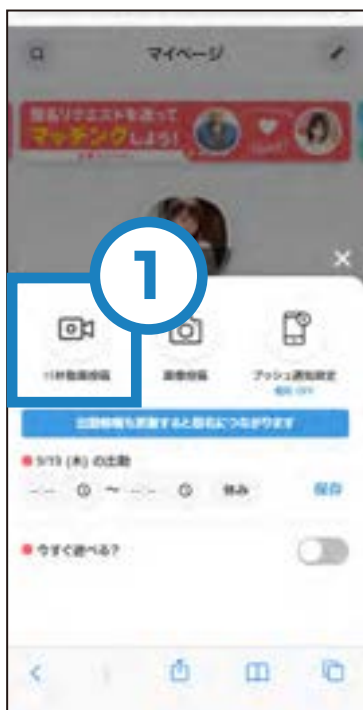 マイページ
指名リクエストを送って
マッチングしよう!
1
15秒動画投稿
画像投稿
プッシュ通知設定
OFF
出勤情報も更新すると指名につながります
5/15 (木) の出勤
--:-- ~ --:-- 休み 保存
今すぐ遊べる?